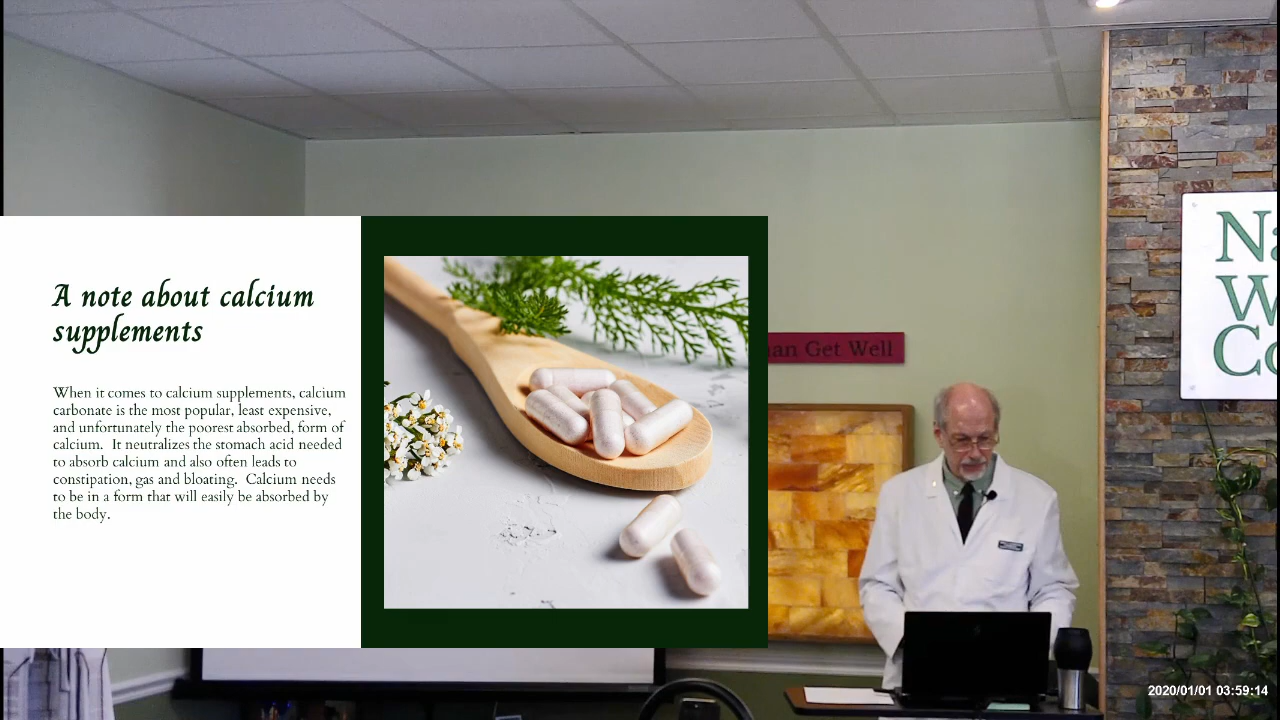 A note about calcium
supplements
When it comes to calcium supplements, calcium
carbonate is the most popular, least expensive,
and unfortunately the poorest absorbed, form of
calcium. It neutralizes the stomach acid needed
to absorb calcium and also often leads to
constipation, gas and bloating. Calcium needs
to be in a form that will easily be absorbed by
the body.
an Get Well
Na
W
Co
2020/01/01 03:59:14